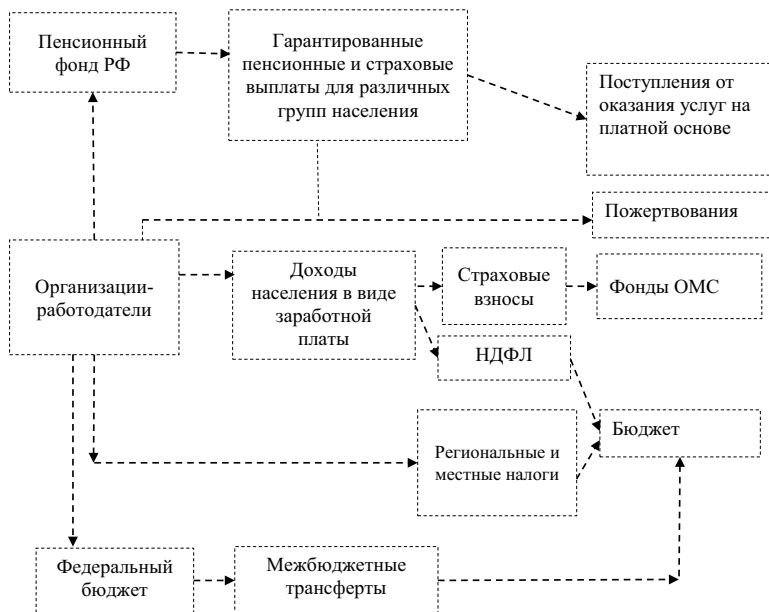 Пенсионный
фонд РФ
Гарантированные
пенсионные и страховые
выплаты для различных
групп населения
Поступления от
оказания услуг на
платной основе
Пожертвования
Организации-
работодатели
Доходы
населения в виде
заработной
платы
Страховые
взносы
Фонды ОМС
НДФЛ
Бюджет
Региональные и
местные налоги
Федеральный
бюджет
Межбюджетные
трансферты